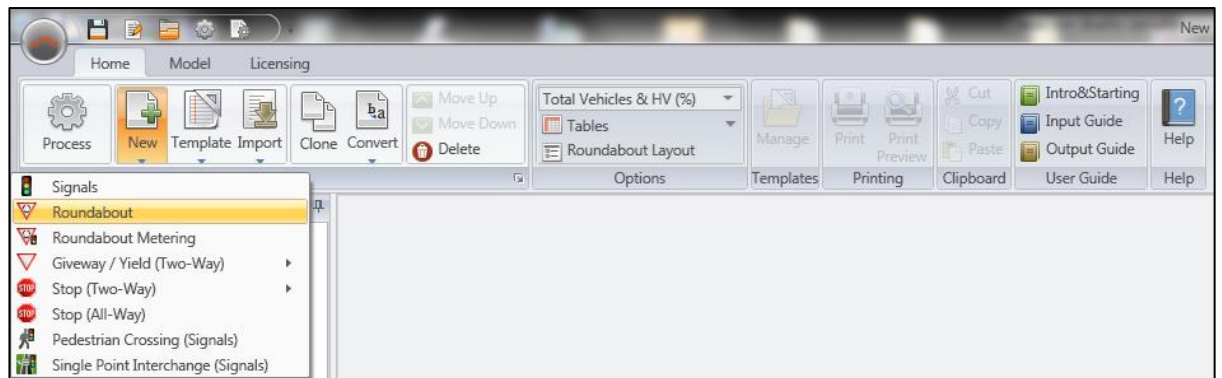 New
Home Model Licensing
Process New Template Import Clone Convert Move Up Move Down Delete
Total Vehicles & HV (%)
Tables
Roundabout Layout
Manage Print Print Preview
Cut
Copy
Paste
Intro&Starting
Input Guide
Output Guide
Help
Options Templates Printing Clipboard User Guide Help
Signals
Roundabout
Roundabout Metering
Giveway / Yield (Two-Way)
STOP Stop (Two-Way)
STOP Stop (All-Way)
Pedestrian Crossing (Signals)
Single Point Interchange (Signals)